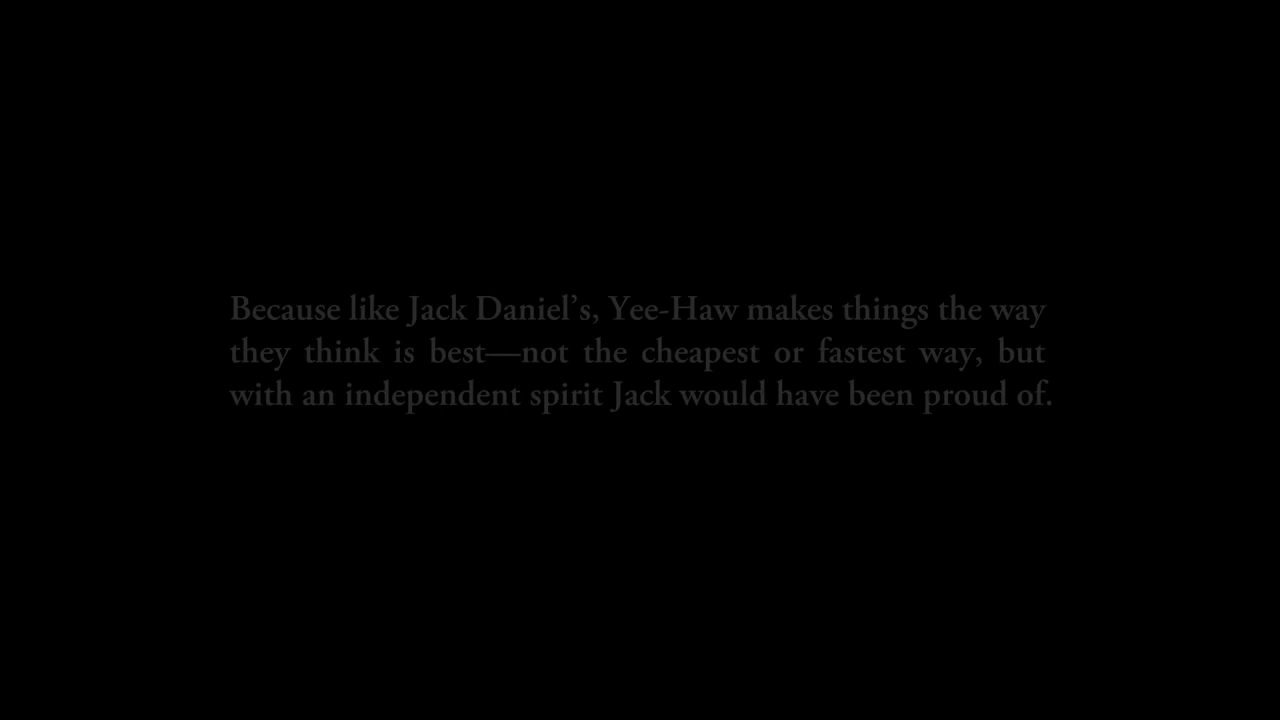 Because like Jack Daniel’s, Yee-Haw makes things the way
they think is best—not the cheapest or fastest way, but
with an independent spirit Jack would have been proud of.